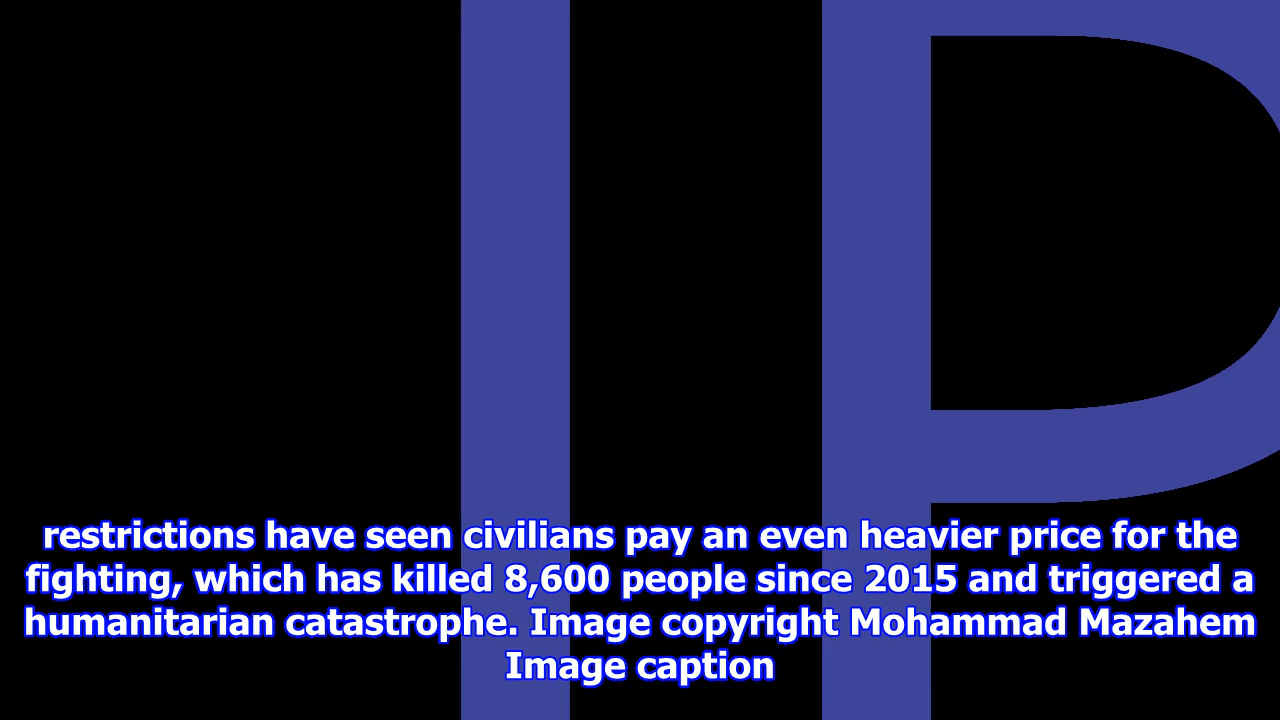 IP
restrictions have seen civilians pay an even heavier price for the
fighting, which has killed 8,600 people since 2015 and triggered a
humanitarian catastrophe. Image copyright Mohammad Mazahem
Image caption